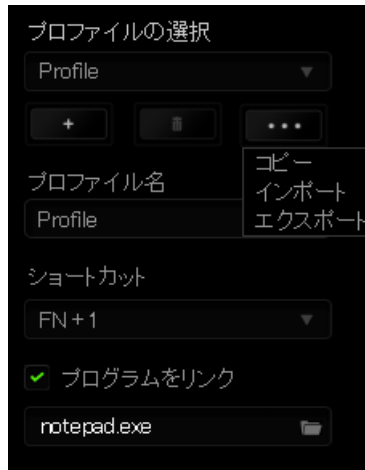 プロファイルの選択
Profile
+
...
コピー
プロファイル名
インポート
Profile
エクスポート
ショートカット
FN+1
プログラムをリンク
notepad.exe